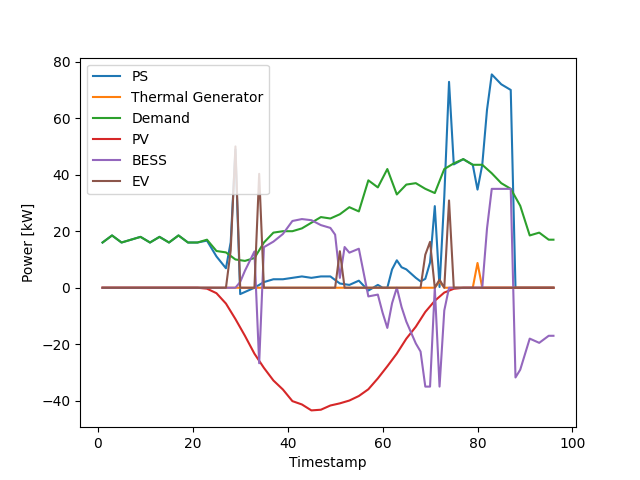 80
60
40
20
0
−20
−40
Power [kW]
PS
Thermal Generator
Demand
PV
BESS
EV
0
20
40
60
80
100
Timestamp